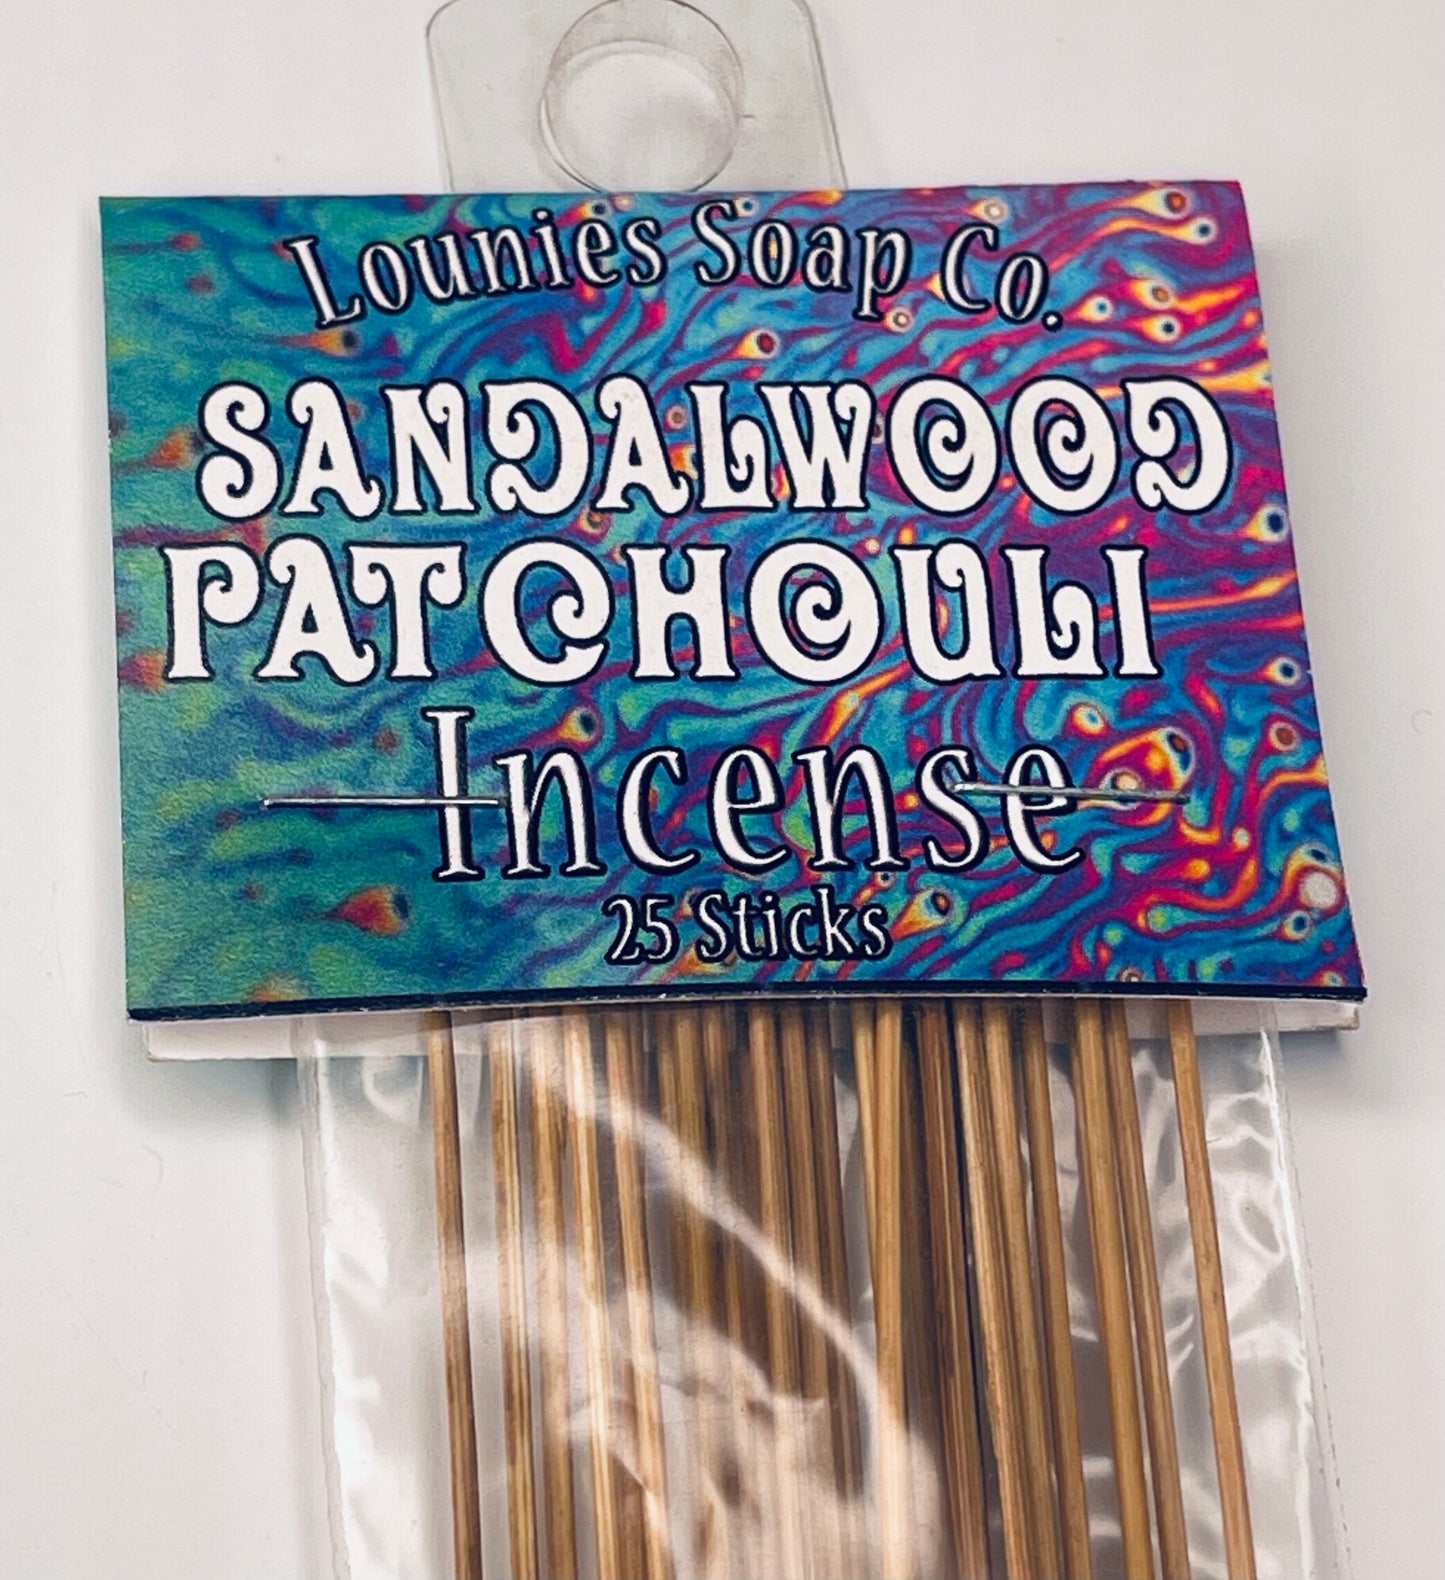 Lounies Soap Co.
SANDALWOOD
PATCHOULI
Incense
25 Sticks